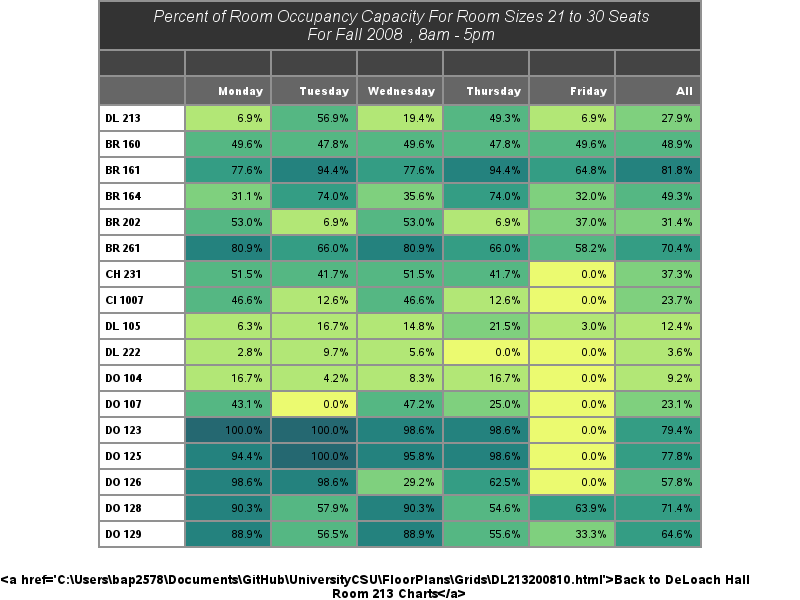 Percent of Room Occupancy Capacity For Room Sizes 21 to 30 Seats
For Fall 2008 , 8am - 5pm
Monday Tuesday Wednesday Thursday Friday All
DL 213 6.9% 56.9% 19.4% 49.3% 6.9% 27.9%
BR 160 49.6% 47.8% 49.6% 47.8% 49.6% 48.9%
BR 161 77.6% 94.4% 77.6% 94.4% 64.8% 81.8%
BR 164 31.1% 74.0% 35.6% 74.0% 32.0% 49.3%
BR 202 53.0% 6.9% 53.0% 6.9% 37.0% 31.4%
BR 261 80.9% 66.0% 80.9% 66.0% 58.2% 70.4%
CH 231 51.5% 41.7% 51.5% 41.7% 0.0% 37.3%
CI 1007 46.6% 12.6% 46.6% 12.6% 0.0% 23.7%
DL 105 6.3% 16.7% 14.8% 21.5% 3.0% 12.4%
DL 222 2.8% 9.7% 5.6% 0.0% 0.0% 3.6%
DO 104 16.7% 4.2% 8.3% 16.7% 0.0% 9.2%
DO 107 43.1% 0.0% 47.2% 25.0% 0.0% 23.1%
DO 123 100.0% 100.0% 98.6% 98.6% 0.0% 79.4%
DO 125 94.4% 100.0% 95.8% 98.6% 0.0% 77.8%
DO 126 98.6% 98.6% 29.2% 62.5% 0.0% 57.8%
DO 128 90.3% 57.9% 90.3% 54.6% 63.9% 71.4%
DO 129 88.9% 56.5% 88.9% 55.6% 33.3% 64.6%
<a href='C:\Users\bap2578\Documents\GitHub\UniversityCSU\FloorPlans\Grids\DL213200810.html'>Back to DeLoach Hall
Room 213 Charts</a>